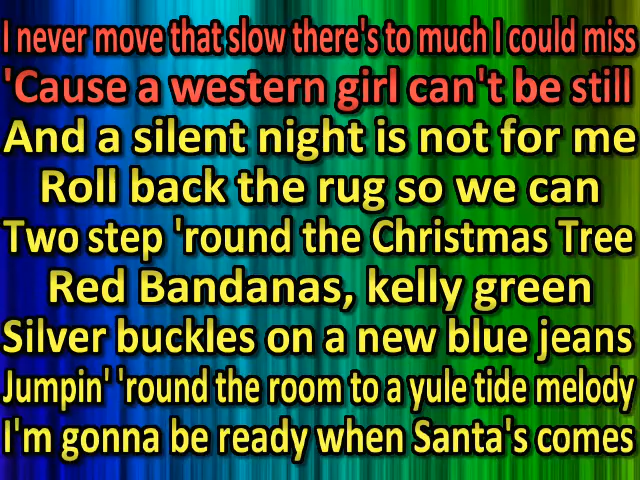 I never move that slow there's to much I could miss
'Cause a western girl can't be still
And a silent night is not for me
Roll back the rug so we can
Two step 'round the Christmas Tree
Red Bandanas, kelly green
Silver buckles on a new blue jeans
Jumpin' 'round the room to a yule tide melody
I'm gonna be ready when Santa's comes